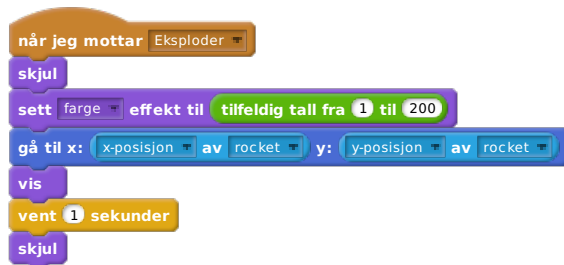 når jeg mottar Eksploder
skjul
sett farge effekt til tilfeldig tall fra 1 til 200
gå til x: x-posisjon av rocket y: y-posisjon av rocket
vis
vent 1 sekunder
skjul